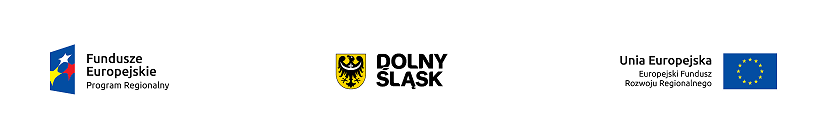 Fundusze
Europejskie
Program Regionalny
DOLNY
ŚLĄSK
Unia Europejska
Europejski Fundusz
Rozwoju Regionalnego